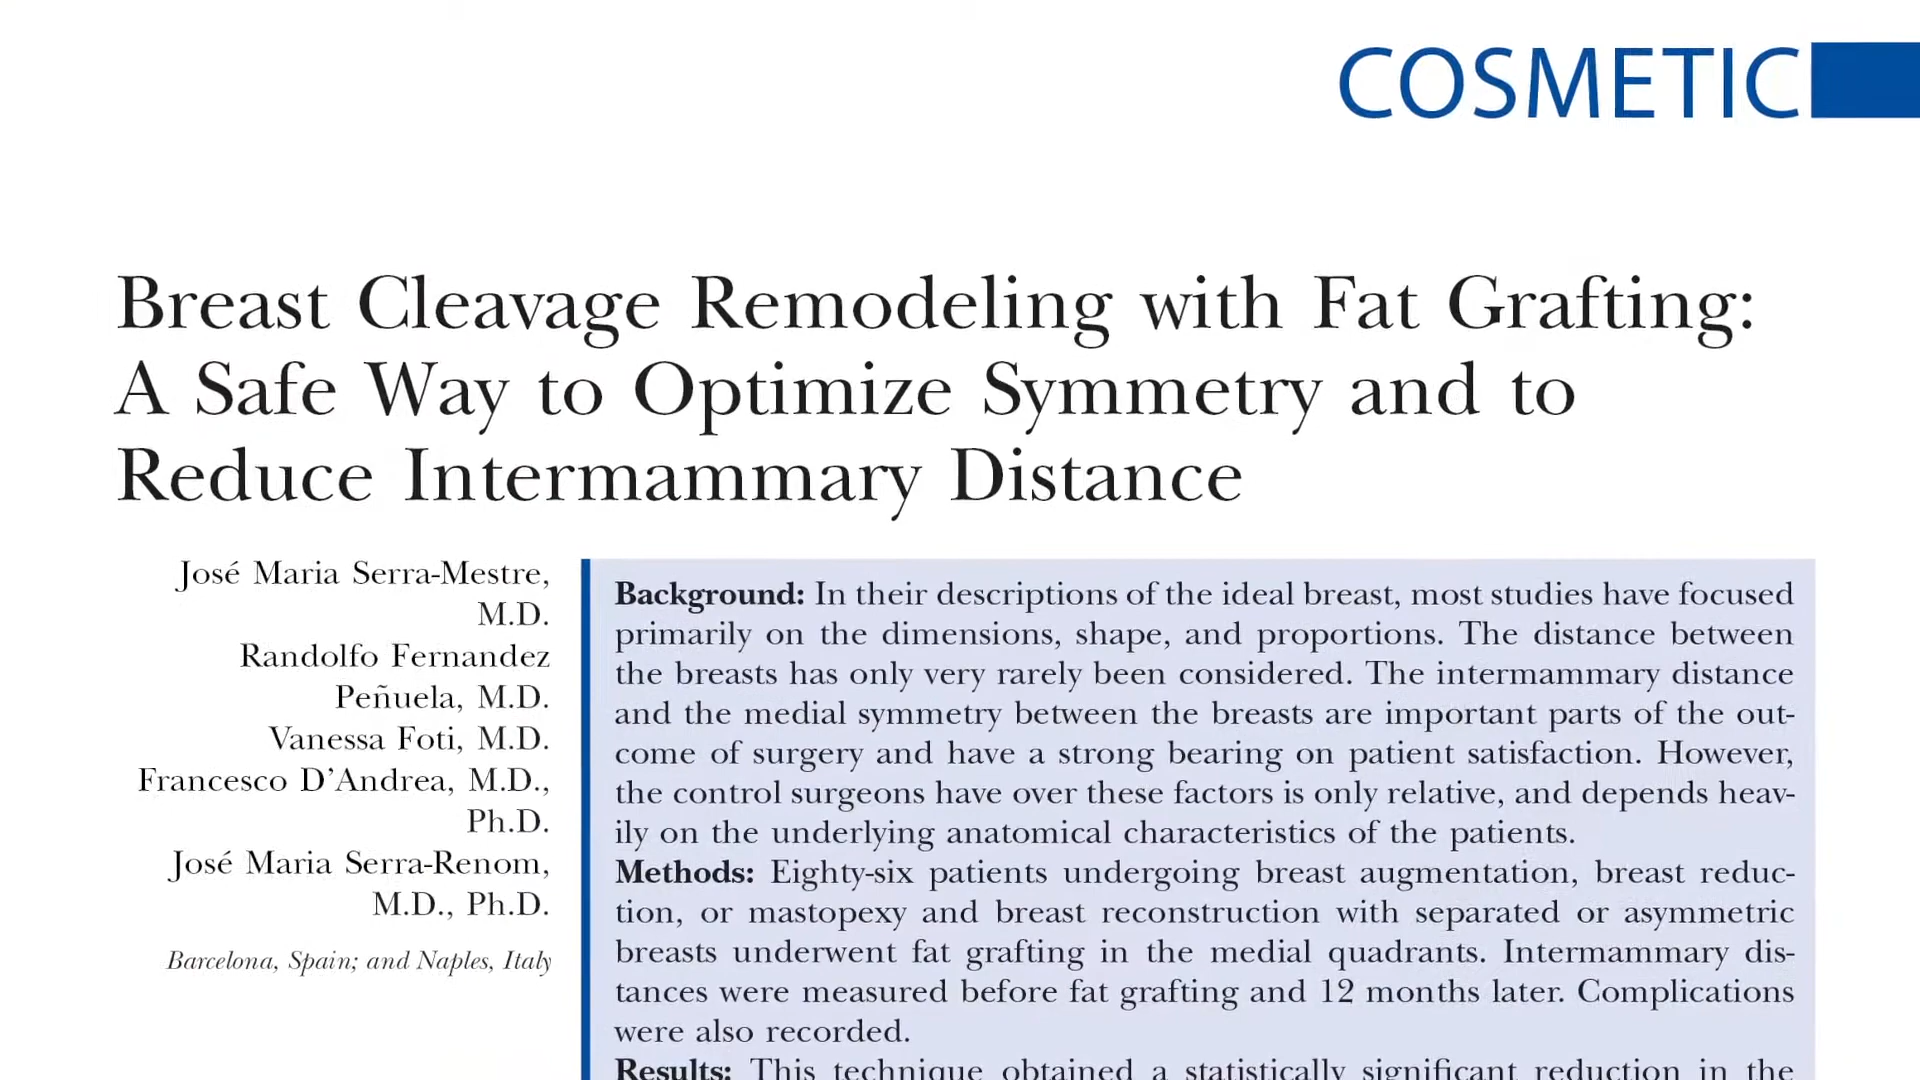 COSMETIC
Breast Cleavage Remodeling with Fat Grafting:
A Safe Way to Optimize Symmetry and to
Reduce Intermammary Distance
José Maria Serra-Mestre,
M.D.
Randolfo Fernandez
Peñuela, M.D.
Vanessa Foti, M.D.
Francesco D’Andrea, M.D.,
Ph.D.
José Maria Serra-Renom,
M.D., Ph.D.
Barcelona, Spain; and Naples, Italy
Background: In their descriptions of the ideal breast, most studies have focused
primarily on the dimensions, shape, and proportions. The distance between
the breasts has only very rarely been considered. The intermammary distance
and the medial symmetry between the breasts are important parts of the out-
come of surgery and have a strong bearing on patient satisfaction. However,
the control surgeons have over these factors is only relative, and depends heav-
ily on the underlying anatomical characteristics of the patients.
Methods: Eighty-six patients undergoing breast augmentation, breast reduc-
tion, or mastopexy and breast reconstruction with separated or asymmetric
breasts underwent fat grafting in the medial quadrants. Intermammary dis-
tances were measured before fat grafting and 12 months later. Complications
were also recorded.
Results: This technique obtained a statistically significant reduction in the